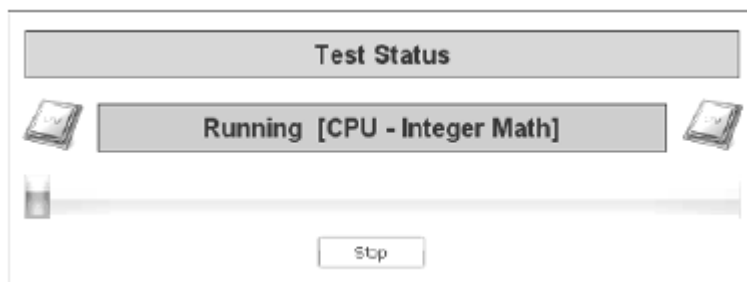 Test Status
Running [CPU - Integer Math]
Stop